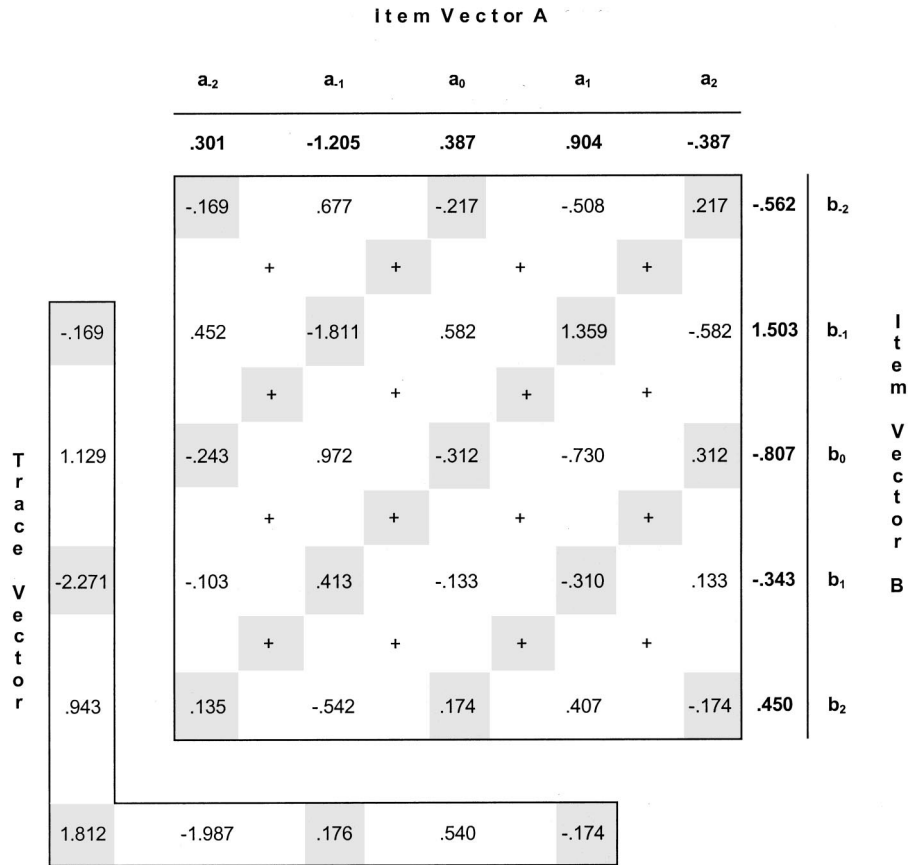 Item Vector A
a-2 a-1 a0 a1 a2
.301 -1.205 .387 .904 -.387
-.169 .677 -.217 -.508 .217 -.562 b-2
+ + + +
-.169 .452 -1.811 .582 1.359 -.582 1.503 b-1
+ + + +
1.129 -.243 .972 -.312 -.730 .312 -.807 b0
+ + + +
-2.271 -.103 .413 -.133 -.310 .133 -.343 b1
+ + + +
.943 .135 -.542 .174 .407 -.174 .450 b2
1.812 -1.987 .176 .540 -.174
Trace Vector
Item Vector B